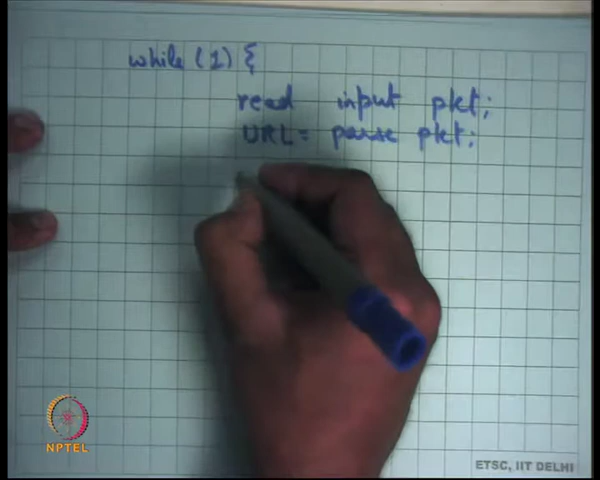 while (1) {
read input pkt;
URL = parse pkt;
NPTEL
ETSC, IIT DELHI